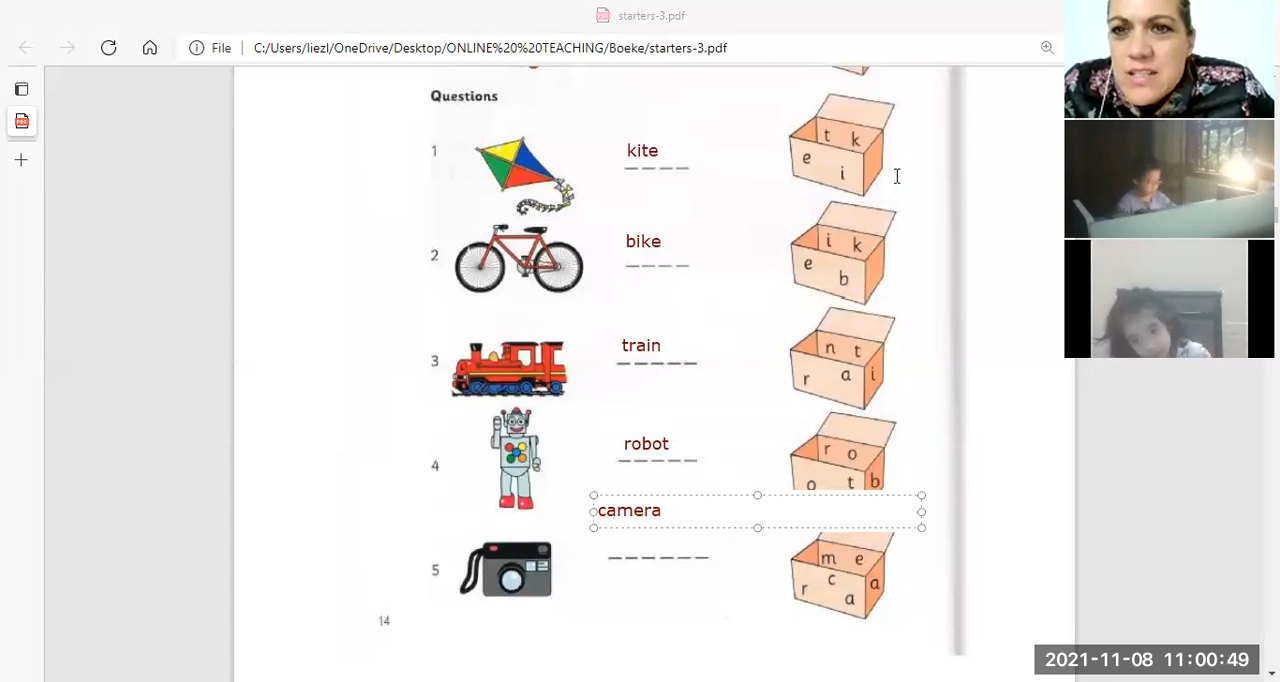 starters-3.pdf
File
C:/Users/liezl/OneDrive/Desktop/ONLINE%20%20TEACHING/Boeke/starters-3.pdf
Questions
1
kite
t k
e
i
2
bike
i k
e
b
3
train
n t
r a i
4
robot
r o
o t b
camera
5
m e
c a
r
a
14
2021-11-08 11:00:49